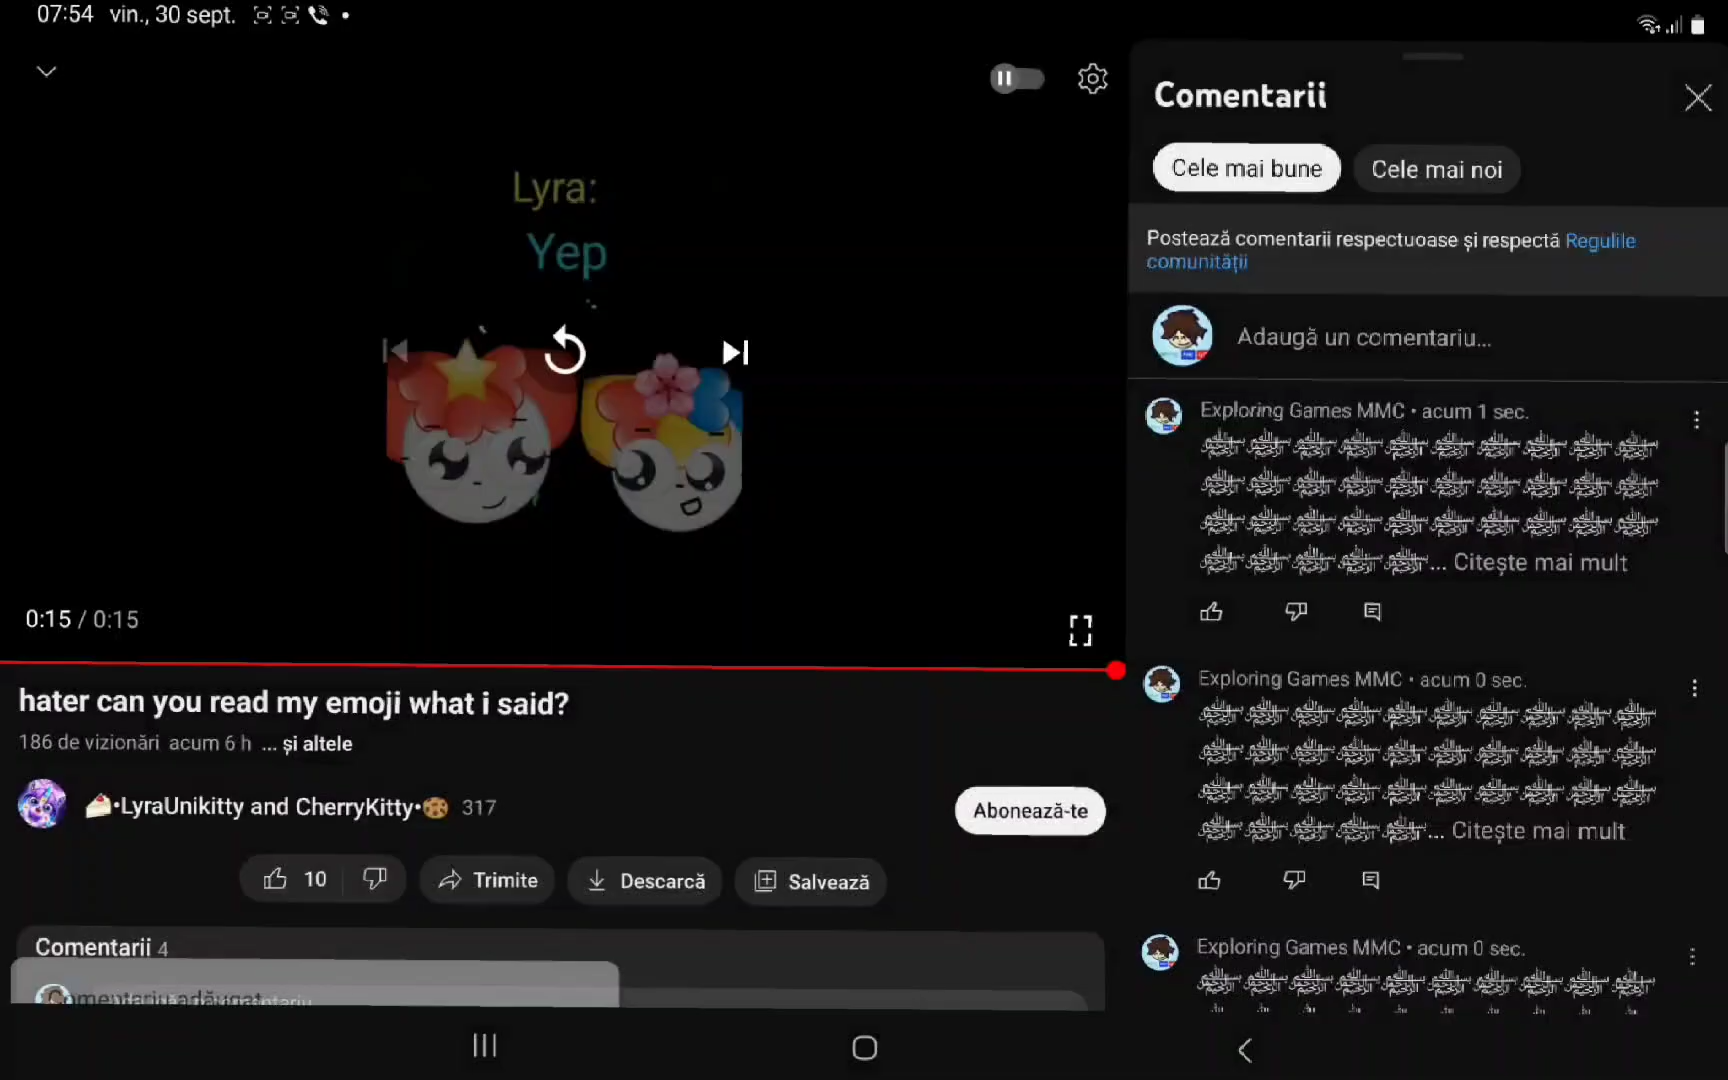 07:54 vin., 30 sept.
Lyra:
Yep
0:15 / 0:15
hater can you read my emoji what i said?
186 de vizionări acum 6 h ... și altele
•LyraUnikitty and CherryKitty• 317
Abonează-te
10
Trimite
Descarcă
Salvează
Comentarii 4
Comentarii
Cele mai bune
Cele mai noi
Postează comentarii respectuoase și respectă Regulile
comunității
Adaugă un comentariu...
Exploring Games MMC • acum 1 sec.
﷽﷽﷽﷽﷽﷽﷽﷽﷽﷽
﷽﷽﷽﷽﷽﷽﷽﷽﷽﷽
﷽﷽﷽﷽﷽﷽﷽﷽﷽﷽
﷽﷽﷽﷽﷽... Citește mai mult
Exploring Games MMC • acum 0 sec.
﷽﷽﷽﷽﷽﷽﷽﷽﷽﷽
﷽﷽﷽﷽﷽﷽﷽﷽﷽﷽
﷽﷽﷽﷽﷽﷽﷽﷽﷽﷽
﷽﷽﷽﷽﷽... Citește mai mult
Exploring Games MMC • acum 0 sec.
﷽﷽﷽﷽﷽﷽﷽﷽﷽﷽